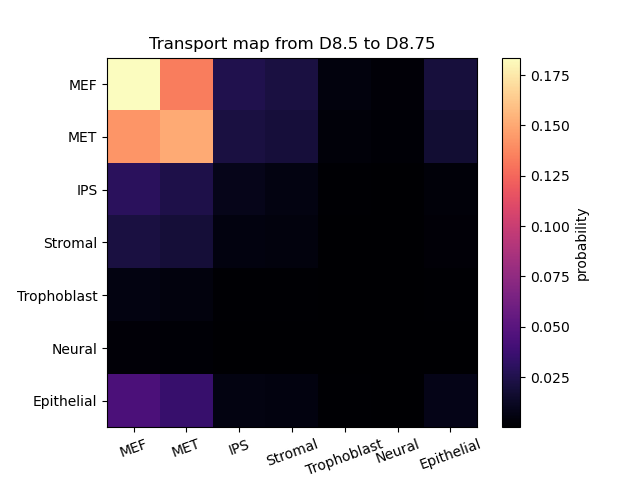 Transport map from D8.5 to D8.75
MEF
MET
IPS
Stromal
Trophoblast
Neural
Epithelial
MEF MET IPS Stromal Trophoblast Neural Epithelial
0.175
0.150
0.125
0.100
0.075
0.050
0.025
probability